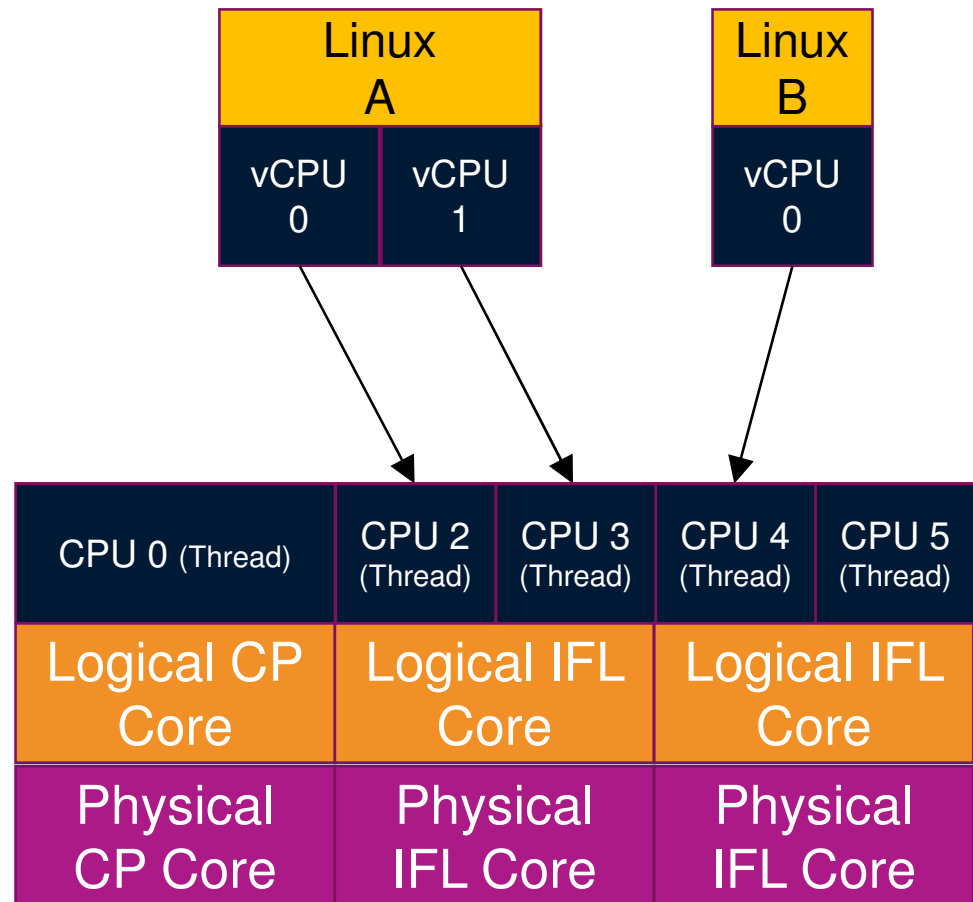 Linux
A
Linux
B
vCPU
0
vCPU
1
vCPU
0
CPU 0 (Thread)
CPU 2
(Thread)
CPU 3
(Thread)
CPU 4
(Thread)
CPU 5
(Thread)
Logical CP
Core
Logical IFL
Core
Logical IFL
Core
Physical
CP Core
Physical
IFL Core
Physical
IFL Core